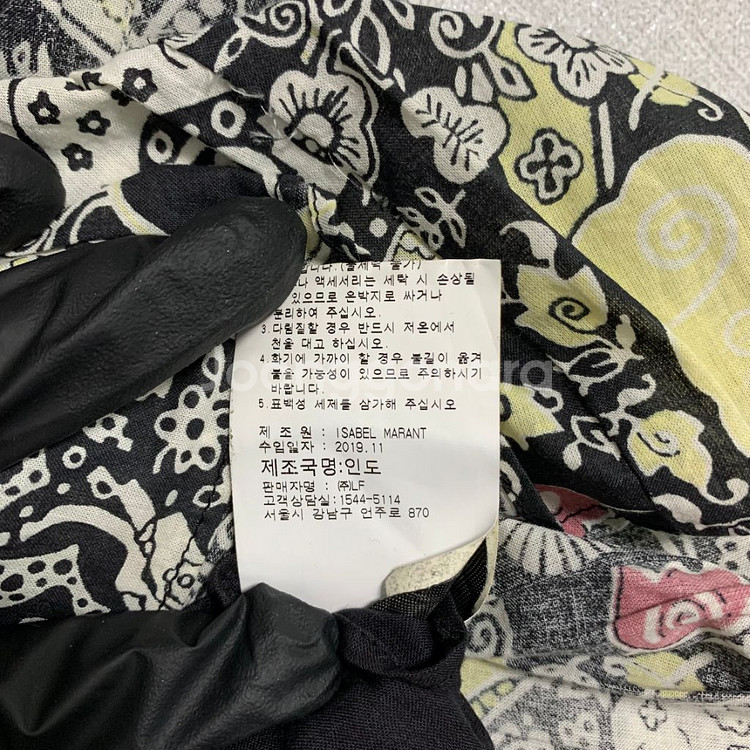 니다.(물세탁 불가)
나 액세서리는 세탁 시 손상될
있으므로 은박지로 싸거나
분리하여 주십시오.
3.다림질할 경우 반드시 저온에서
천을 대고 하십시오.
4.화기에 가까이 할 경우 불길이 옮겨
붙을 가능성이 있으므로 주의하시기
바랍니다.
5.표백성 세제를 삼가해 주십시오
제 조 원 : ISABEL MARANT
수입일자 : 2019.11
제조국명:인도
판매자명 : ㈜LF
고객상담실:1544-5114
서울시 강남구 언주로 870